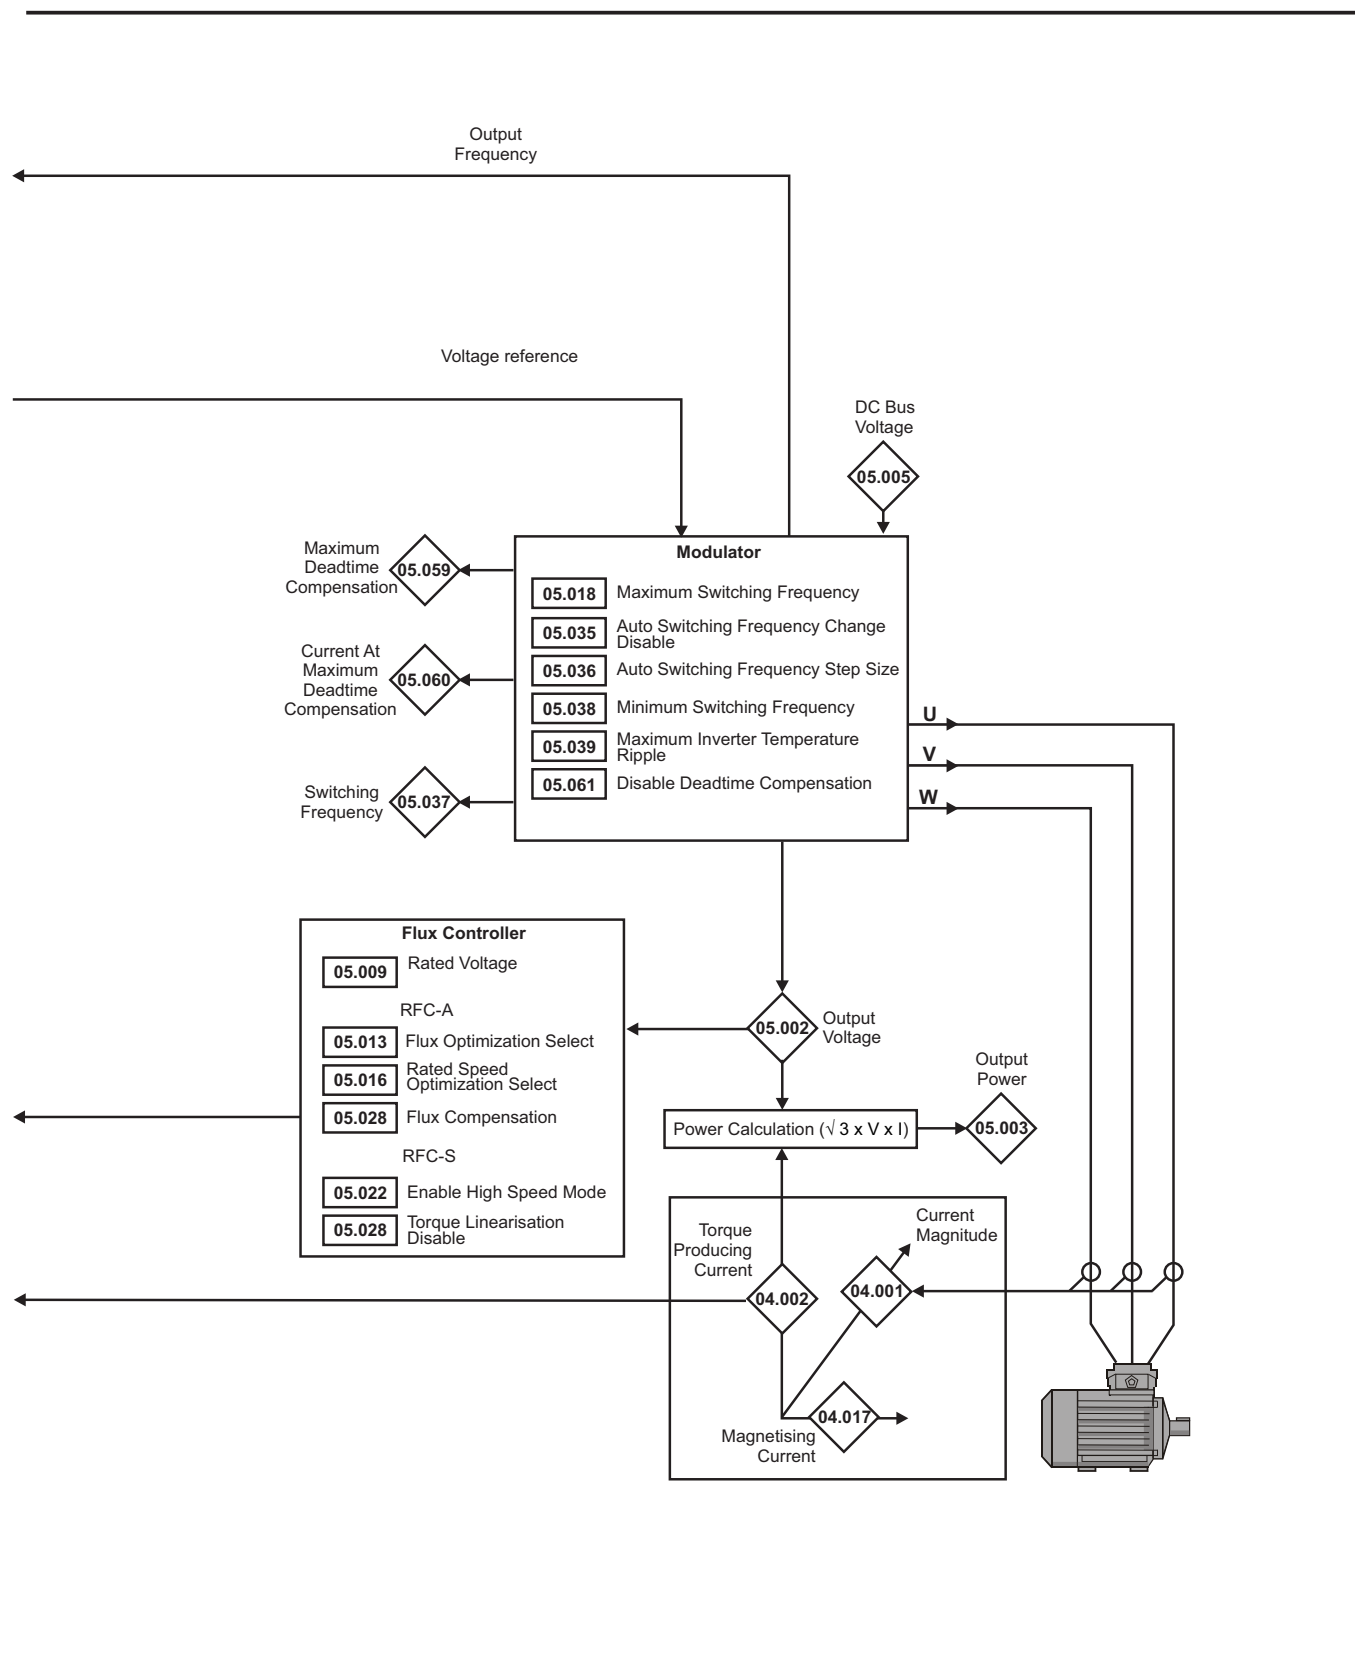 Output
Frequency
Voltage reference
DC Bus
Voltage
05.005
Modulator
Maximum
Deadtime
Compensation
05.059
05.018 Maximum Switching Frequency
05.035 Auto Switching Frequency Change
Disable
Current At
Maximum
Deadtime
Compensation
05.060
05.036 Auto Switching Frequency Step Size
05.038 Minimum Switching Frequency
05.039 Maximum Inverter Temperature
Ripple
05.061 Disable Deadtime Compensation
Switching
Frequency
05.037
U
V
W
Flux Controller
05.009 Rated Voltage
RFC-A
05.013 Flux Optimization Select
05.016 Rated Speed
Optimization Select
05.028 Flux Compensation
RFC-S
05.022 Enable High Speed Mode
05.028 Torque Linearisation
Disable
05.002
Output
Voltage
Output
Power
Power Calculation (√ 3 x V x I)
05.003
Torque
Producing
Current
04.002
Current
Magnitude
04.001
04.017
Magnetising
Current